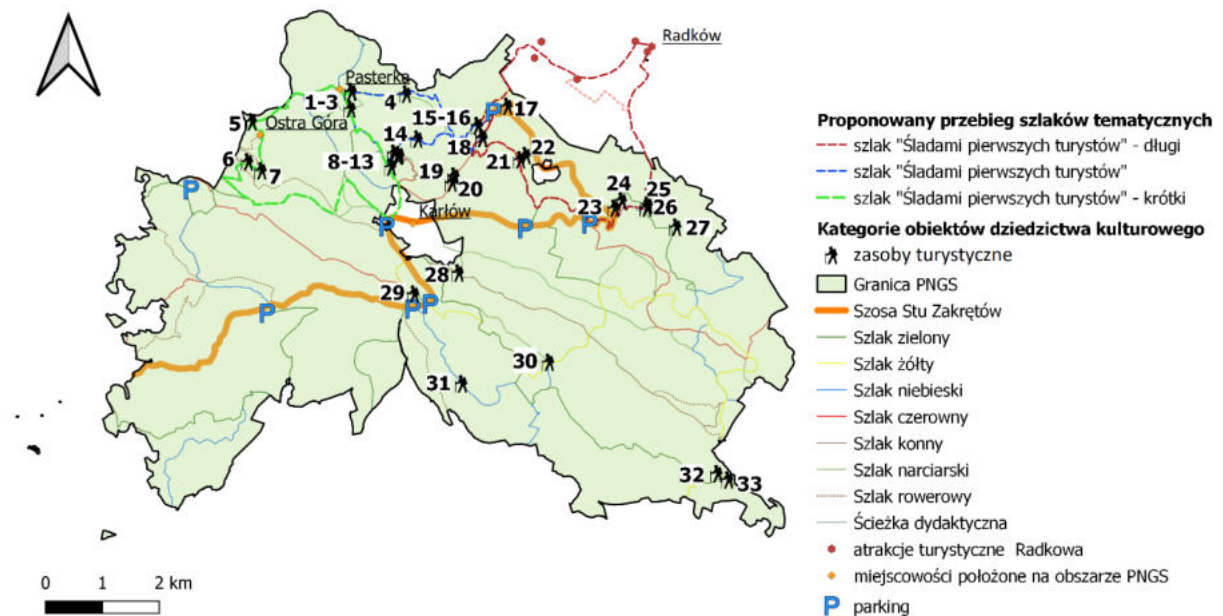 Radków
Pasterka
1-3
4
17
5
Ostra Góra
15-16
14
18
22
6
7
8-13
19
21
20
24
25
23
26
Karłów
27
28
29
30
31
32
33
P
P
P
P
P
P
P
P
0 1 2 km
Proponowany przebieg szlaków tematycznych
szlak "Śladami pierwszych turystów" - długi
szlak "Śladami pierwszych turystów"
szlak "Śladami pierwszych turystów" - krótki
Kategorie obiektów dziedzictwa kulturowego
zasoby turystyczne
Granica PNGS
Szosa Stu Zakrętów
Szlak zielony
Szlak żółty
Szlak niebieski
Szlak czerowny
Szlak konny
Szlak narciarski
Szlak rowerowy
Ścieżka dydaktyczna
atrakcje turystyczne Radkowa
miejscowości położone na obszarze PNGS
P parking